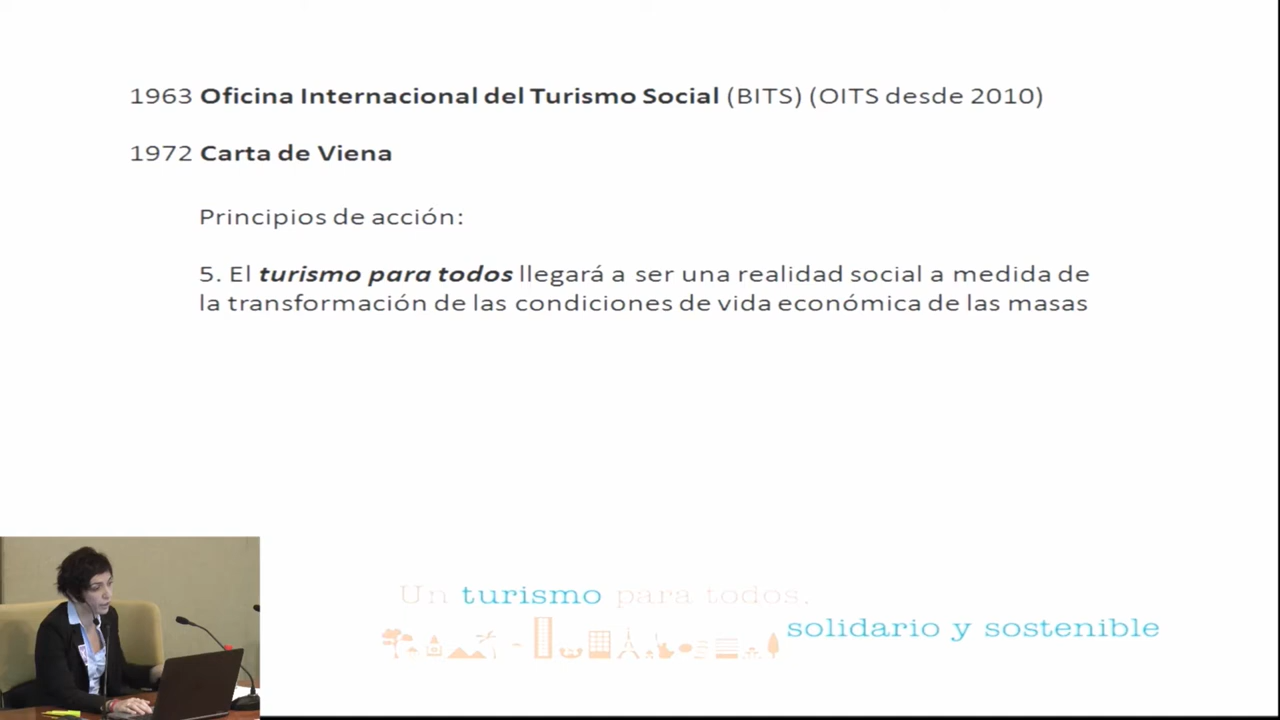 1963 Oficina Internacional del Turismo Social (BITS) (OITS desde 2010)
1972 Carta de Viena
Principios de acción:
5. El turismo para todos llegará a ser una realidad social a medida de
la transformación de las condiciones de vida económica de las masas
Un turismo para todos,
solidario y sostenible